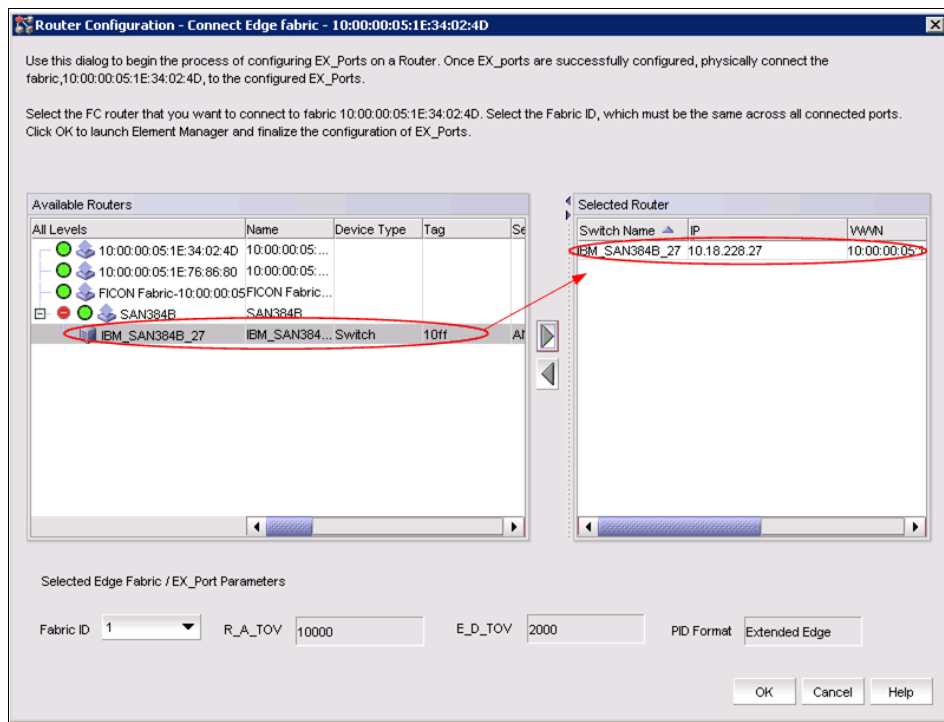 Router Configuration - Connect Edge fabric - 10:00:00:05:1E:34:02:4D
Use this dialog to begin the process of configuring EX_Ports on a Router. Once EX_ports are successfully configured, physically connect the
fabric,10:00:00:05:1E:34:02:4D, to the configured EX_Ports.
Select the FC router that you want to connect to fabric 10:00:00:05:1E:34:02:4D. Select the Fabric ID, which must be the same across all connected ports.
Click OK to launch Element Manager and finalize the configuration of EX_Ports.
Available Routers
All Levels Name Device Type Tag Se
10:00:00:05:1E:34:02:4D 10:00:00:05:...
10:00:00:05:1E:76:86:80 10:00:00:05:...
FICON Fabric-10:00:00:05 FICON Fabric...
SAN384B SAN384B
IBM_SAN384B_27 IBM_SAN384... Switch 10ff
Selected Router
Switch Name IP WWN
IBM_SAN384B_27 10.18.228.27 10:00:00:05:1
Selected Edge Fabric / EX_Port Parameters
Fabric ID 1 R_A_TOV 10000 E_D_TOV 2000 PID Format Extended Edge
OK Cancel Help